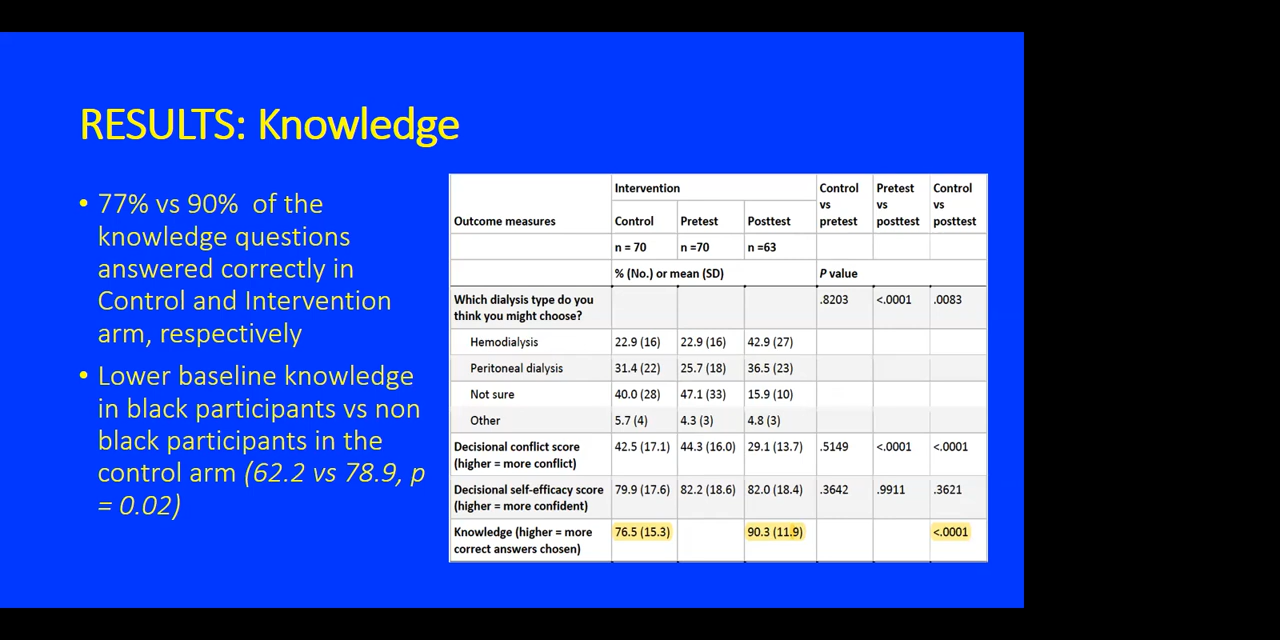 RESULTS: Knowledge
• 77% vs 90% of the
knowledge questions
answered correctly in
Control and Intervention
arm, respectively
• Lower baseline knowledge
in black participants vs non
black participants in the
control arm (62.2 vs 78.9, p
= 0.02)
Outcome measures
Intervention
Control vs pretest
Pretest vs posttest
Control vs posttest
Control Pretest Posttest
n = 70 n =70 n =63
% (No.) or mean (SD) P value
Which dialysis type do you
think you might choose?
.8203 <.0001 .0083
Hemodialysis 22.9 (16) 22.9 (16) 42.9 (27)
Peritoneal dialysis 31.4 (22) 25.7 (18) 36.5 (23)
Not sure 40.0 (28) 47.1 (33) 15.9 (10)
Other 5.7 (4) 4.3 (3) 4.8 (3)
Decisional conflict score 42.5 (17.1) 44.3 (16.0) 29.1 (13.7) .5149 <.0001 <.0001
(higher = more conflict)
Decisional self-efficacy score 79.9 (17.6) 82.2 (18.6) 82.0 (18.4) .3642 .9911 .3621
(higher = more confident)
Knowledge (higher = more 76.5 (15.3) 90.3 (11.9) <.0001
correct answers chosen)